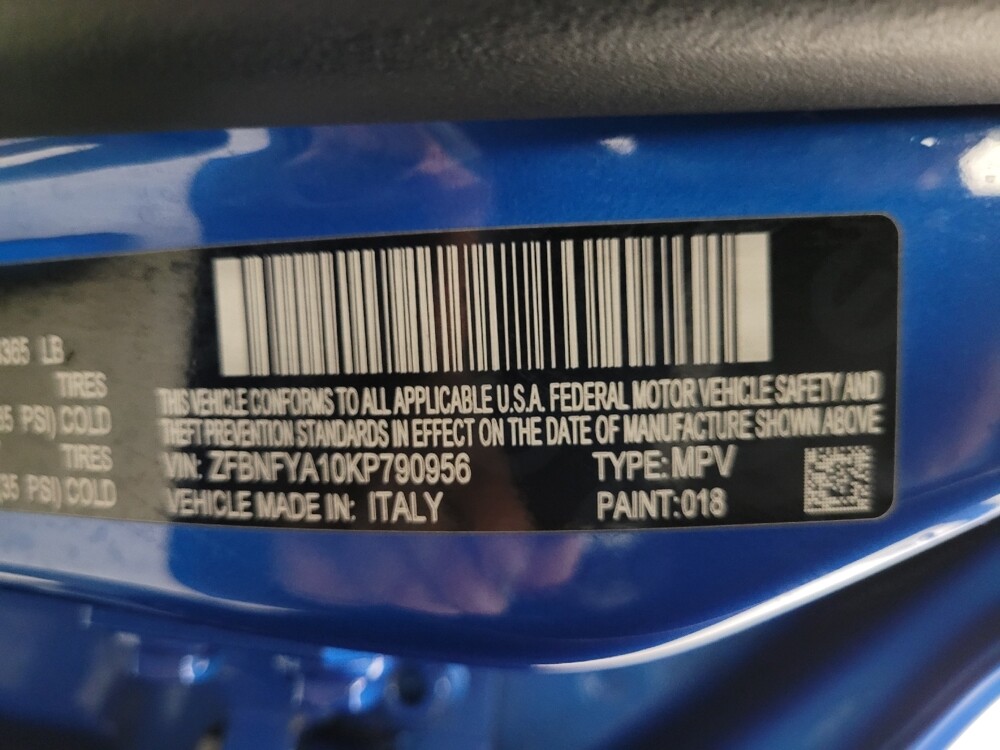 365 LB
TIRES
PSI) COLD
TIRES
(35 PSI) COLD
THIS VEHICLE CONFORMS TO ALL APPLICABLE U.S.A. FEDERAL MOTOR VEHICLE SAFETY AND
THEFT PREVENTION STANDARDS IN EFFECT ON THE DATE OF MANUFACTURE SHOWN ABOVE
VIN: ZFBNFYA10KP790956 TYPE: MPV
VEHICLE MADE IN: ITALY PAINT:018